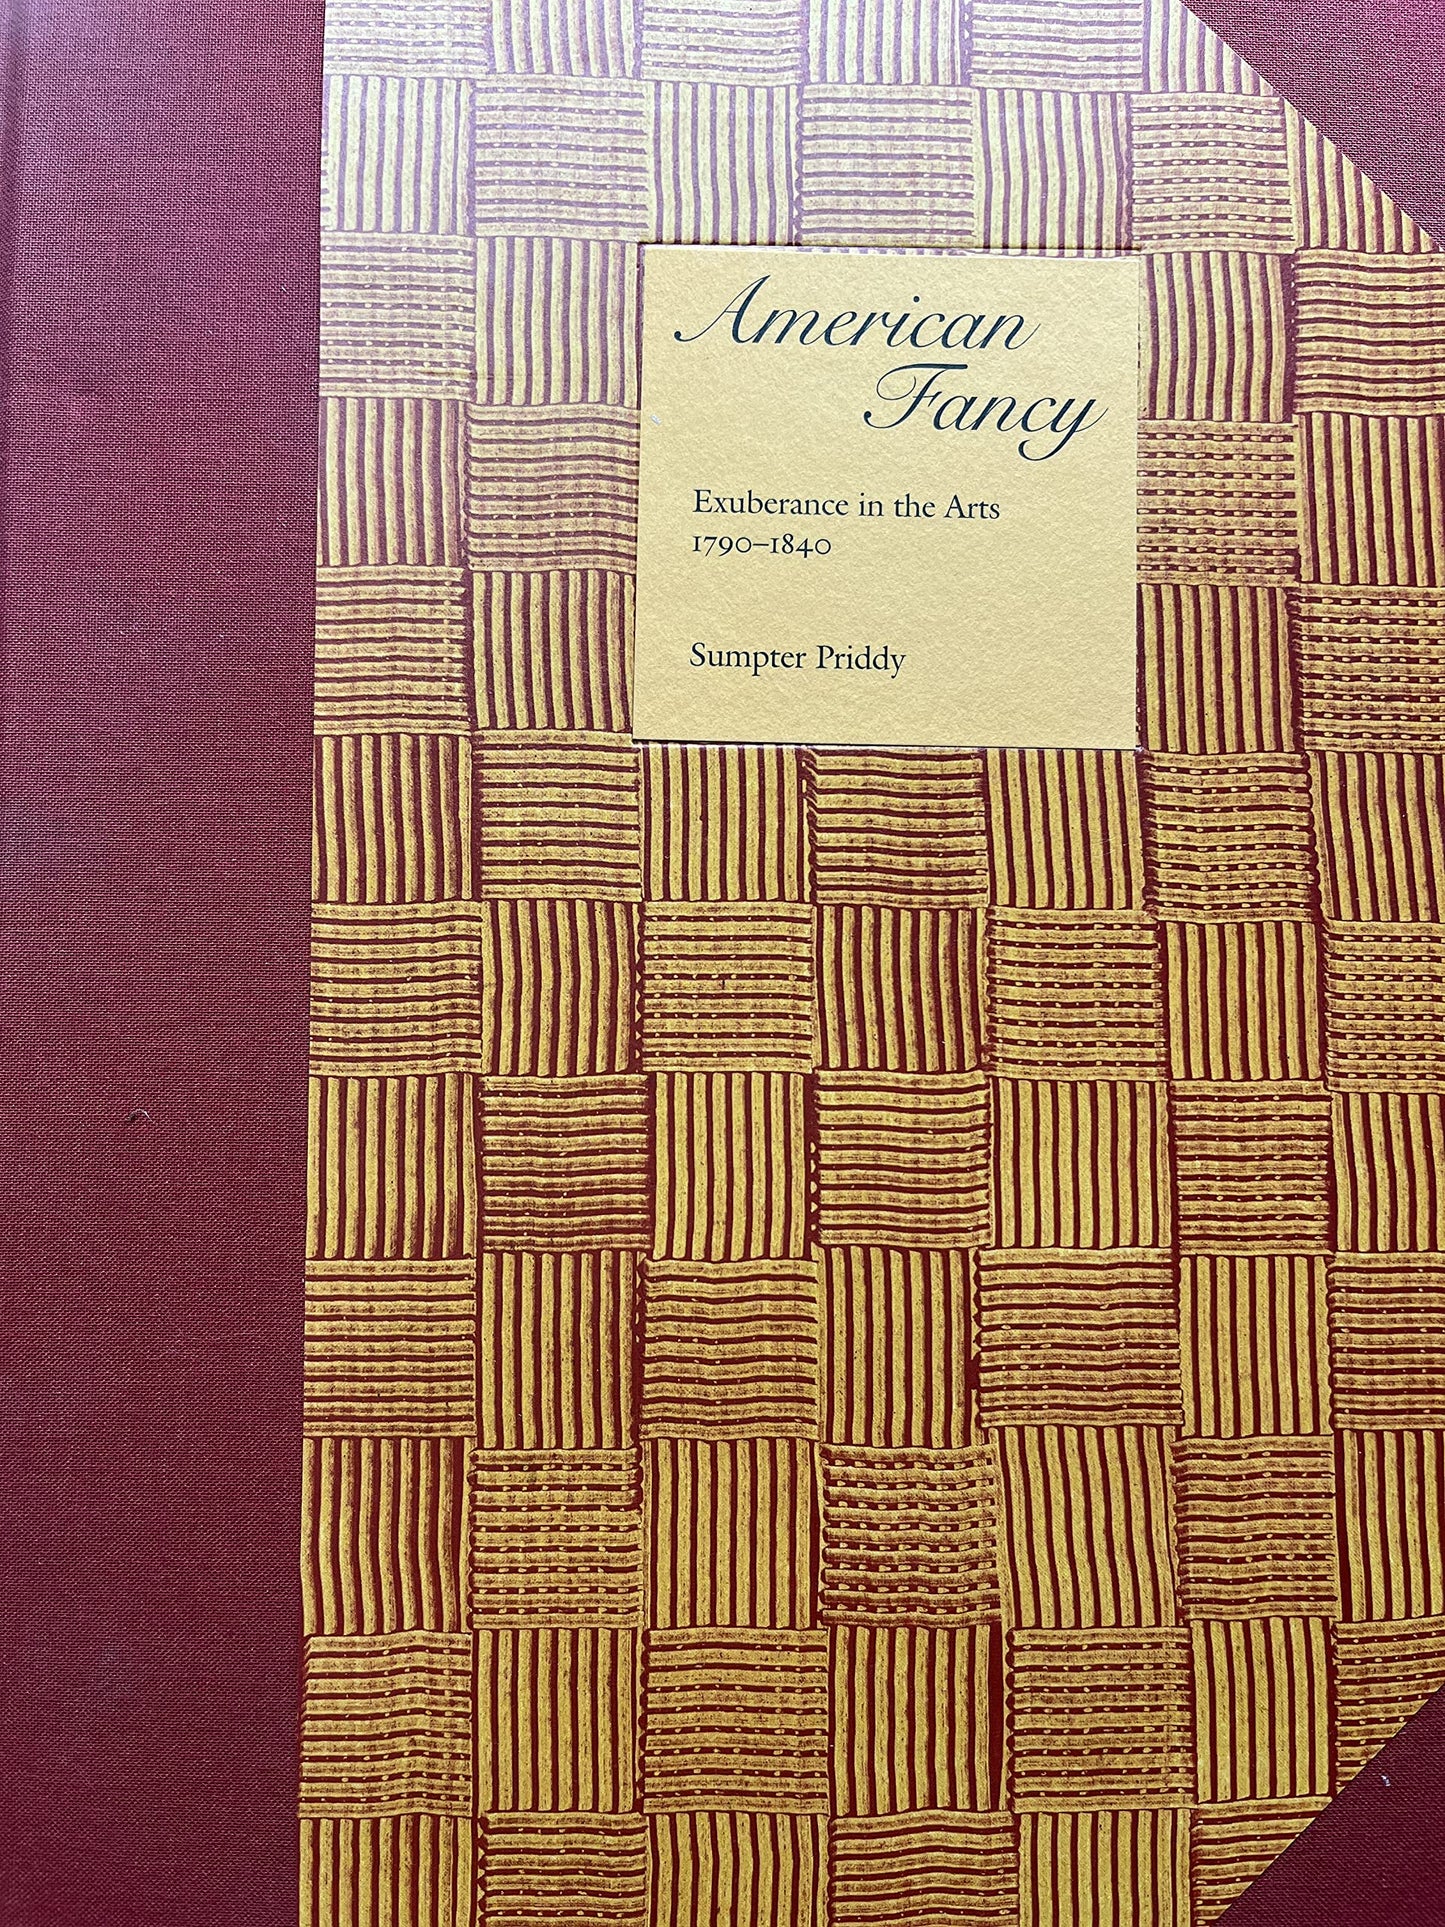 American
Fancy
Exuberance in the Arts
1790–1840
Sumpter Priddy